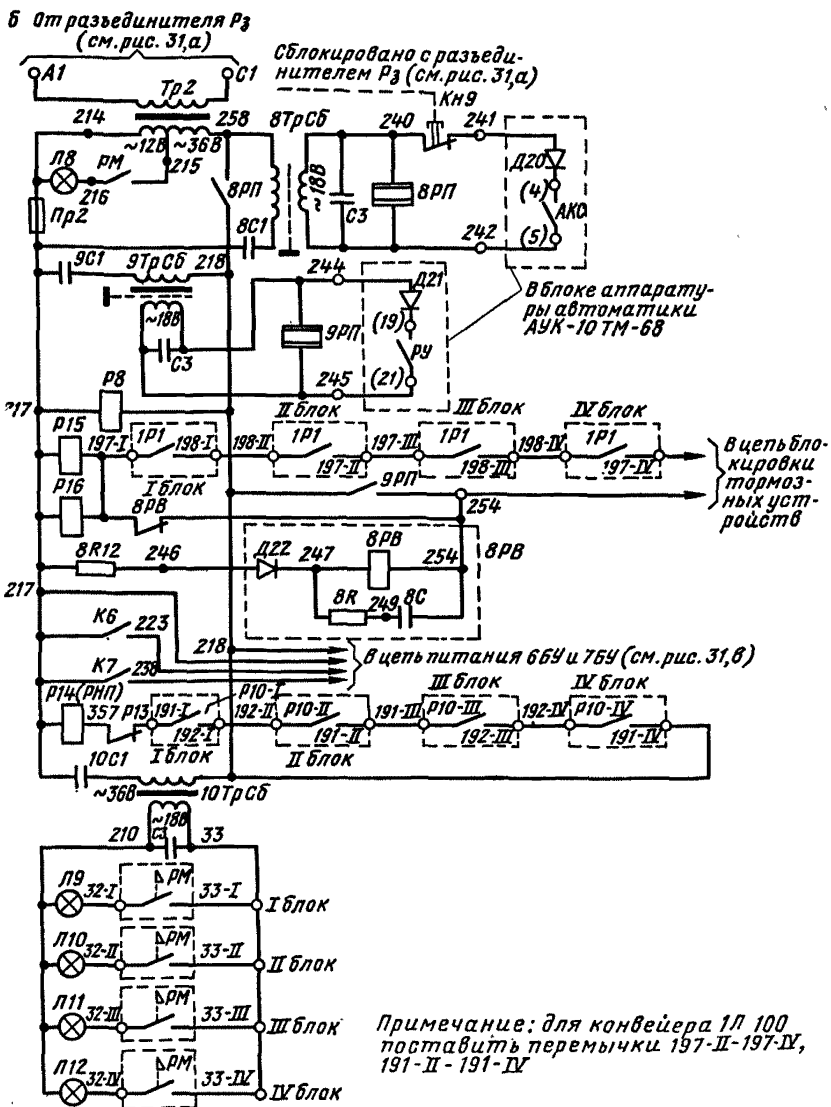 б От разъединителя Р₃
(см. рис. 31,а)
Сблокировано с разъеди-
нителем Р₃ (см. рис. 31,а)
А1 Тр2 С1
Кн9
214 258 8ТрСб 240 241
~12В ~36В
215
Л8 РМ
216
8РП
~18В
С3
8РП
Д20
(4)
АКС
(5)
Пр2
8С1
242
9С1 9ТрСб 218
244
Д21
В блоке аппарату-
ры автоматики
АУК-10 ТМ-68
~18В
С3
9РП
(19)
РУ
(21)
245
Р8
217
II блок III блок IV блок
Р15 197-I 1Р1 198-I 198-II 1Р1 197-II 197-III 1Р1 198-III 198-IV 1Р1 197-IV
В цепь бло-
кировки
тормоз-
ных уст-
ройств
I блок
Р16 8РВ
9РП 254
8R12 246 Д22 247 8РВ 254 8РВ
8R 249 8С
217
К6 223
218
В цепь питания 6БУ и 7БУ (см. рис. 31,в)
К7 238
III блок IV блок
Р14(РНП) 357 Р13 191-I Р10-I 192-I 192-II Р10-II 191-II 191-III Р10-III 192-III 192-IV Р10-IV 191-IV
I блок II блок
10С1
~36В 10ТрСб
~18В
210 С3 33
Л9 32-I РМ 33-I I блок
Л10 32-II РМ 33-II II блок
Л11 32-III РМ 33-III III блок
Л12 32-IV РМ 33-IV IV блок
Примечание: для конвейера 1Л 100
поставить перемычки 197-II-197-IV,
191-II-191-IV